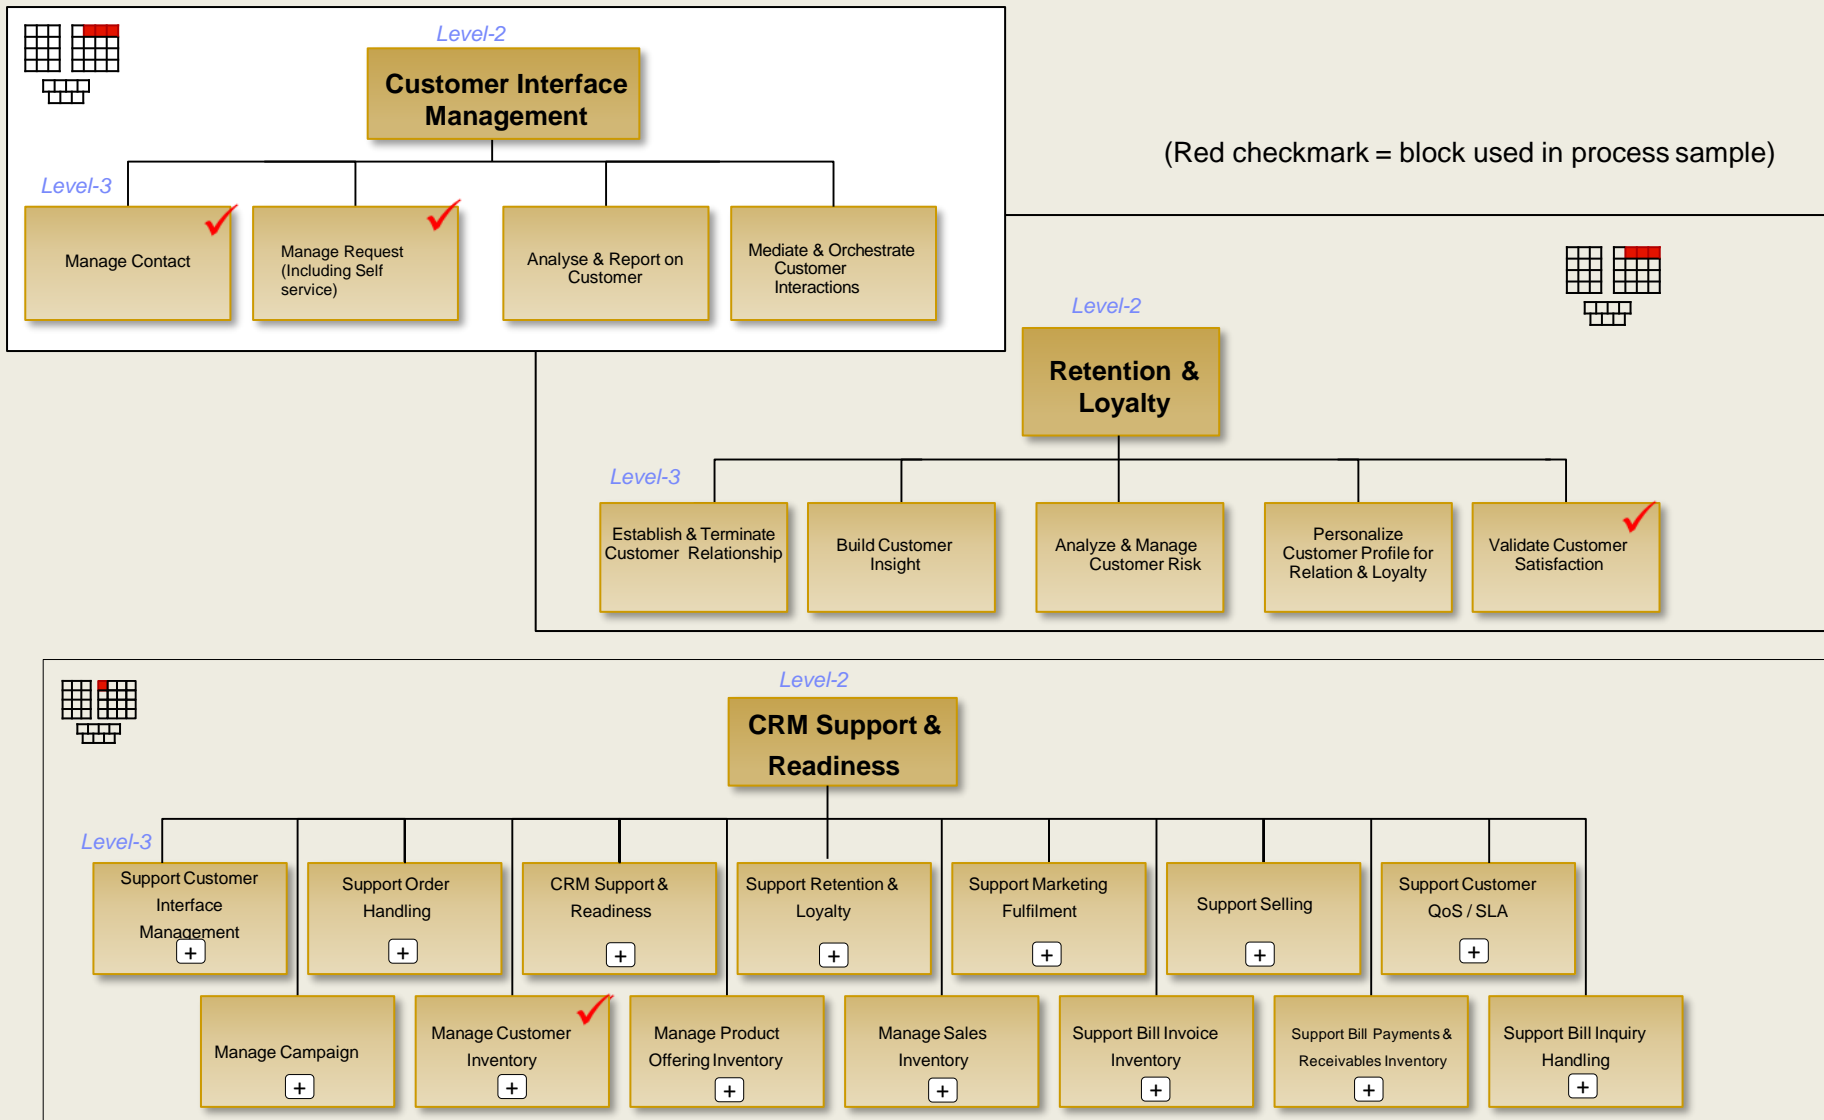 Level-2
Customer Interface
Management
(Red checkmark = block used in process sample)
Level-3
Manage Contact
Manage Request
(Including Self
service)
Analyse & Report on
Customer
Mediate & Orchestrate
Customer
Interactions
Level-2
Retention &
Loyalty
Level-3
Establish & Terminate
Customer Relationship
Build Customer
Insight
Analyze & Manage
Customer Risk
Personalize
Customer Profile for
Relation & Loyalty
Validate Customer
Satisfaction
Level-2
CRM Support &
Readiness
Level-3
Support Customer
Interface
Management
+
Support Order
Handling
+
CRM Support &
Readiness
+
Support Retention &
Loyalty
+
Support Marketing
Fulfilment
+
Support Selling
+
Support Customer
QoS / SLA
+
Manage Campaign
+
Manage Customer
Inventory
+
Manage Product
Offering Inventory
+
Manage Sales
Inventory
+
Support Bill Invoice
Inventory
+
Support Bill Payments &
Receivables Inventory
+
Support Bill Inquiry
Handling
+